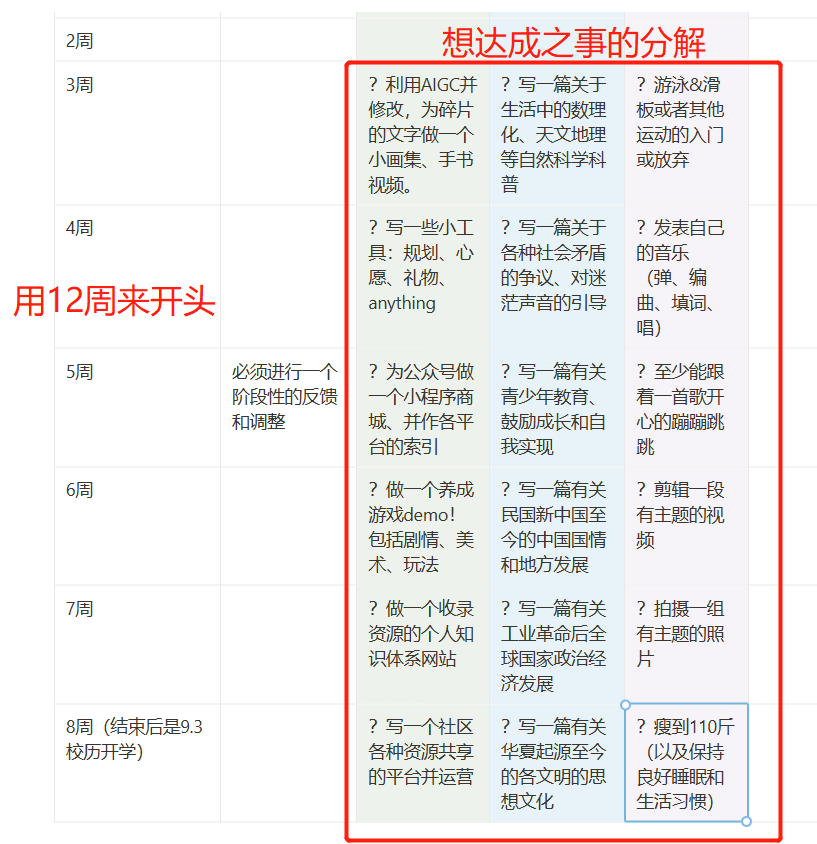 想达成之事的分解
2周
3周
？利用AIGC并
修改，为碎片
的文字做一个
小画集、手书
视频。
？写一篇关于
生活中的数理
化、天文地理
等自然科学科
普
？游泳&滑
板或者其他
运动的入门
或放弃
用12周来开头
4周
？写一些小工
具：规划、心
愿、礼物、
anything
？写一篇关于
各种社会矛盾
的争议、对迷
茫声音的引导
？发表自己
的音乐
（弹、编
曲、填词、
唱）
5周
必须进行一个
阶段性的反馈
和调整
？为公众号做
一个小程序商
城、并作各平
台的索引
？写一篇有关
青少年教育、
鼓励成长和自
我实现
？至少能跟
着一首歌开
心的蹦蹦跳
跳
6周
？做一个养成
游戏demo！
包括剧情、美
术、玩法
？写一篇有关
民国新中国至
今的中国国情
和地方发展
？剪辑一段
有主题的视
频
7周
？做一个收录
资源的个人知
识体系网站
？写一篇有关
工业革命后全
球国家政治经
济发展
？拍摄一组
有主题的照
片
8周（结束后是9.3
校历开学）
？写一个社区
各种资源共享
的平台并运营
？写一篇有关
华夏起源至今
的各文明的思
想文化
？瘦到110斤
（以及保持
良好睡眠和
生活习惯）